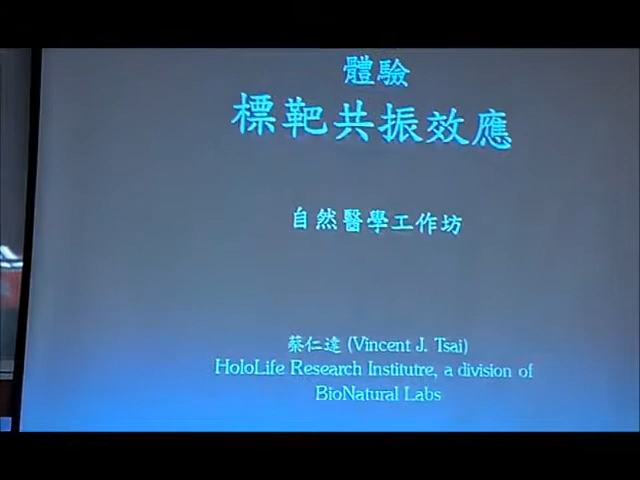 體驗
標靶共振效應
自然醫學工作坊
蔡仁達 (Vincent J. Tsai)
HoloLife Research Institutre, a division of
BioNatural Labs